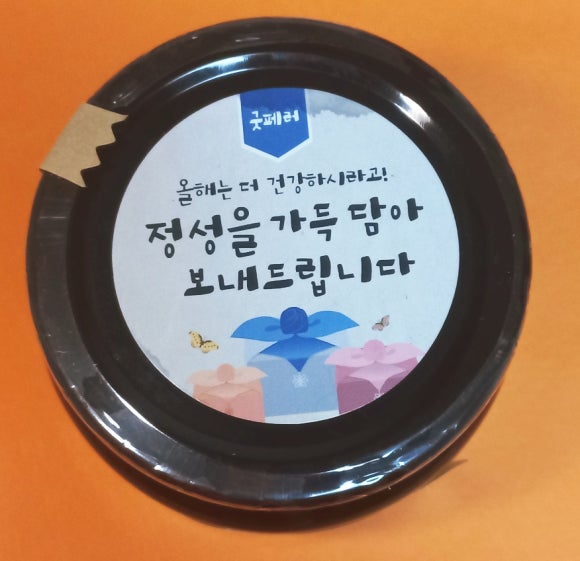 굿페러
올해는 더 건강하시라고!
정성을 가득 담아
보내드립니다